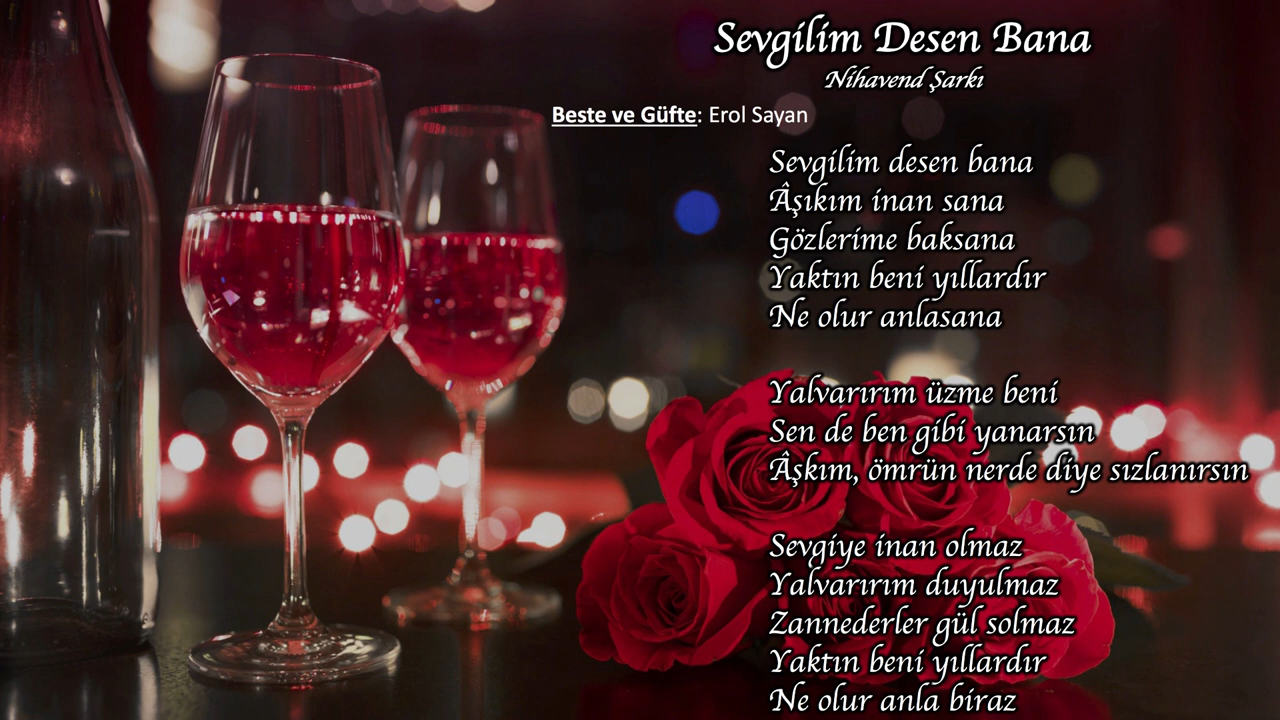 Sevgilim Desen Bana
Nihavend Şarkı
Beste ve Güfte: Erol Sayan
Sevgilim desen bana
Âşıkım inan sana
Gözlerime baksana
Yaktın beni yıllardır
Ne olur anlasana
Yalvarırım üzme beni
Sen de ben gibi yanarsın
Âşkım, ömrün nerde diye sızlanırsın
Sevgiye inan olmaz
Yalvarırım duyulmaz
Zannederler gül solmaz
Yaktın beni yıllardır
Ne olur anla biraz